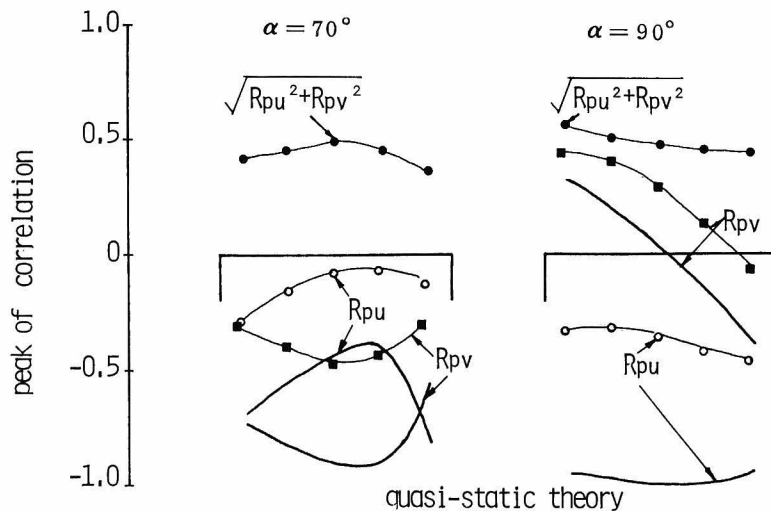 1.0
0.5
0
-0.5
-1.0
peak of correlation
α = 70°
√Rpu²+Rpv²
Rpu
Rpv
α = 90°
√Rpu²+Rpv²
Rpv
Rpu
quasi-static theory